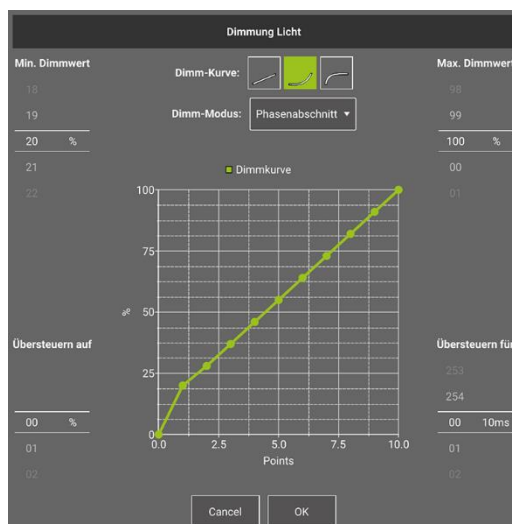 Dimmung Licht
Min. Dimmwert
Dimm-Kurve:
Max. Dimmwert
18
98
19
99
Dimm-Modus:
Phasenabschnitt
20 %
100 %
21
00
22
01
Dimmkurve
100
75
%
50
25
0
0.0 2.5 5.0 7.5 10.0
Points
Übersteuern auf
Übersteuern für
253
254
00 %
00 10ms
01
01
02
02
Cancel
OK